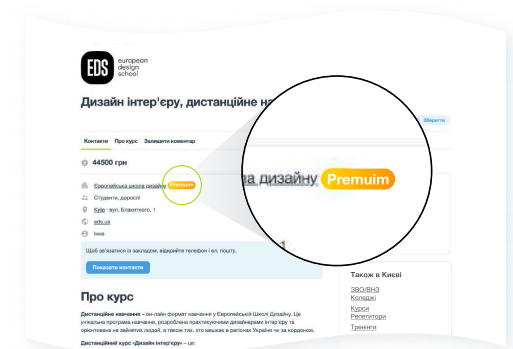 EDS
european
design
school
Дизайн інтер'єру, дистанційне на
Зберегти
Контакти Про курс Залишити коментар
44500 грн
Європейська школа дизайну Premuim
ла дизайну Premuim
Студенти, дорослі
Київ · вул. Блакитного, 1
eds.ua
Щоб зв'язатися із закладом, відкрийте телефон і ел. пошту.
Показати контакти
Про курс
Дистанційне навчання – он-лайн формат навчання у Європейській Школі Дизайну. Це
унікальна програма навчання, розроблена практикуючими дизайнерами інтер'єру та
орієнтована на зайнятих людей, а також тих, хто мешкає в регіонах України чи за кордоном.
Дистанційний курс «Дизайн інтер'єру» – це:
Також в Києві
ЗВО/ВНЗ
Коледжі
Курси
Репетитори
Тренінги